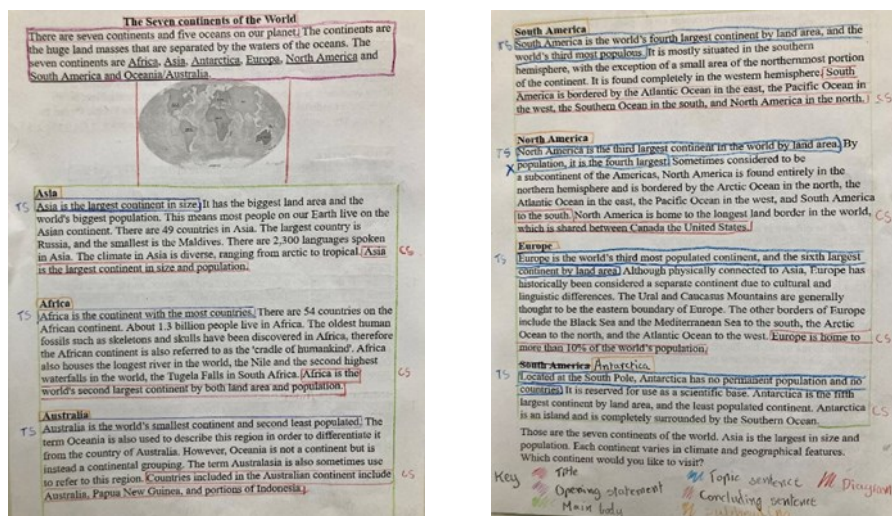 The Seven continents of the World
There are seven continents and five oceans on our planet. The continents are
the huge land masses that are separated by the waters of the oceans. The
seven continents are Africa, Asia, Antarctica, Europa, North America and
South America and Oceania/Australia.
Asia
TS Asia is the largest continent in size. It has the biggest land area and the
world's biggest population. This means most people on our Earth live on the
Asian continent. There are 49 countries in Asia. The largest country is
Russia, and the smallest is the Maldives. There are 2,300 languages spoken
in Asia. The climate in Asia is diverse, ranging from arctic to tropical. Asia CS
is the largest continent in size and population.
Africa
TS Africa is the continent with the most countries. There are 54 countries on the
African continent. About 1.3 billion people live in Africa. The oldest human
fossils such as skeletons and skulls have been discovered in Africa, therefore
the African continent is also referred to as the 'cradle of humankind'. Africa
also houses the longest river in the world, the Nile and the second highest
waterfalls in the world, the Tugela Falls in South Africa. Africa is the CS
world's second largest continent by both land area and population.
Australia
TS Australia is the world's smallest continent and second least populated. The
term Oceania is also used to describe this region in order to differentiate it
from the country of Australia. However, Oceania is not a continent but is
instead a continental grouping. The term Australasia is also sometimes use
to refer to this region. Countries included in the Australian continent include CS
Australia, Papua New Guinea, and portions of Indonesia.
South America
TS South America is the world's fourth largest continent by land area, and the
world's third most populous. It is mostly situated in the southern
hemisphere, with the exception of a small area of the northernmost portion
of the continent. It is found completely in the western hemisphere. South
America is bordered by the Atlantic Ocean in the east, the Pacific Ocean in CS
the west, the Southern Ocean in the south, and North America in the north.
North America
TS North America is the third largest continent in the world by land area. By
X population, it is the fourth largest. Sometimes considered to be
a subcontinent of the Americas, North America is found entirely in the
northern hemisphere and is bordered by the Arctic Ocean in the north, the
Atlantic Ocean in the east, the Pacific Ocean in the west, and South America
to the south. North America is home to the longest land border in the world, CS
which is shared between Canada the United States.
Europe
TS Europe is the world's third most populated continent, and the sixth largest
continent by land area. Although physically connected to Asia, Europe has
historically been considered a separate continent due to cultural and
linguistic differences. The Ural and Caucasus Mountains are generally
thought to be the eastern boundary of Europe. The other borders of Europe
include the Black Sea and the Mediterranean Sea to the south, the Arctic
Ocean to the north, and the Atlantic Ocean to the west. Europe is home to CS
more than 10% of the world's population.
South America Antarctica
TS Located at the South Pole, Antarctica has no permanent population and no
countries. It is reserved for use as a scientific base. Antarctica is the fifth
largest continent by land area, and the least populated continent. Antarctica CS
is an island and is completely surrounded by the Southern Ocean.
Those are the seven continents of the world. Asia is the largest in size and
population. Each continent varies in climate and geographical features.
Which continent would you like to visit?
Key Title Topic sentence Diagram
Opening statement Concluding sentence
Main body